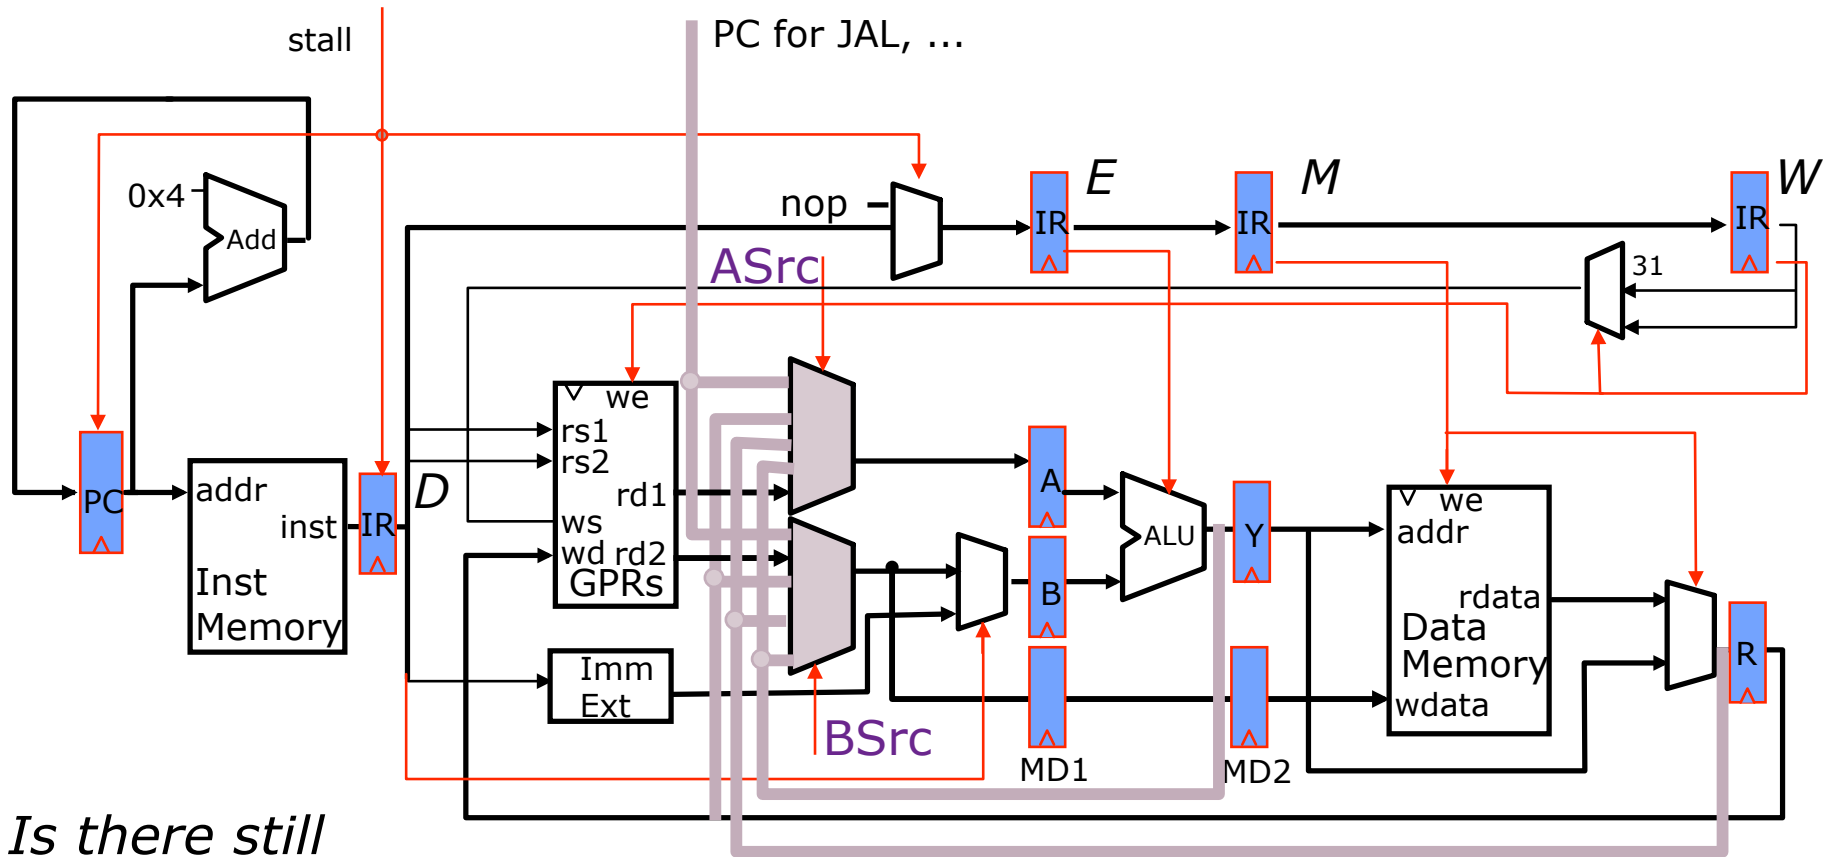 stall
PC for JAL, ...
0x4
Add
nop
IR
E
IR
M
IR
W
31
ASrc
PC
addr
inst
Inst
Memory
IR
D
we
rs1
rs2
rd1
ws
wd
rd2
GPRs
Imm
Ext
BSrc
A
B
ALU
Y
MD1
MD2
we
addr
rdata
Data
Memory
wdata
R
Is there still